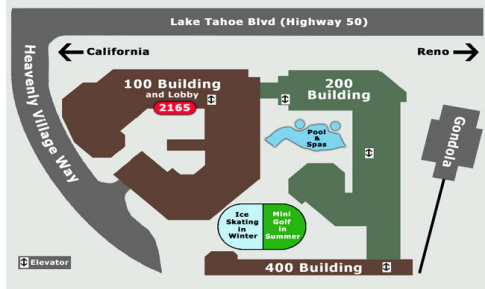 Lake Tahoe Blvd (Highway 50)
California
Reno
Heavenly Village Way
100 Building
and Lobby
2165
200
Building
Gondola
Pool
&
Spas
Ice
Skating
in
Winter
Mini
Golf
in
Summer
Elevator
400 Building